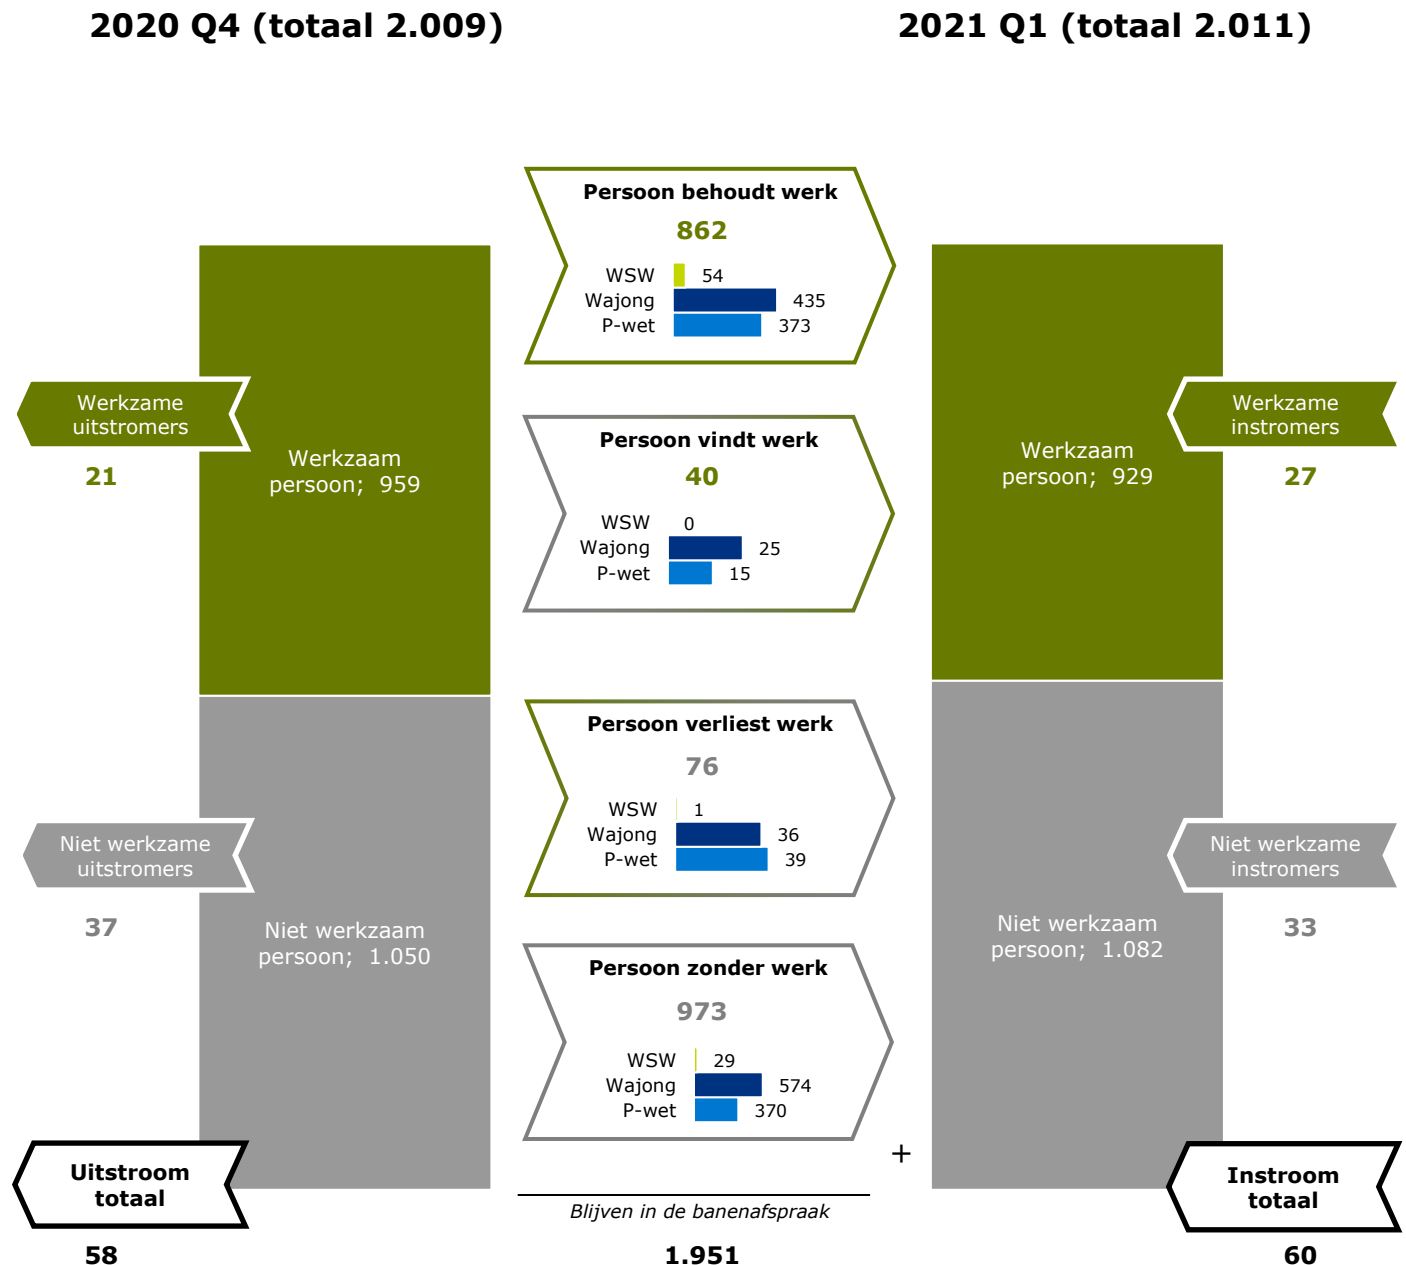 2020 Q4 (totaal 2.009)
2021 Q1 (totaal 2.011)
Persoon behoudt werk
862
WSW 54
Wajong 435
P-wet 373
Werkzame
uitstromers
21
Werkzaam
persoon; 959
Persoon vindt werk
40
WSW 0
Wajong 25
P-wet 15
Werkzaam
persoon; 929
Werkzame
instromers
27
Persoon verliest werk
76
WSW 1
Wajong 36
P-wet 39
Niet werkzame
uitstromers
37
Niet werkzaam
persoon; 1.050
Persoon zonder werk
973
WSW 29
Wajong 574
P-wet 370
Niet werkzaam
persoon; 1.082
Niet werkzame
instromers
33
+
Uitstroom
totaal
58
Blijven in de banenafspraak
1.951
Instroom
totaal
60